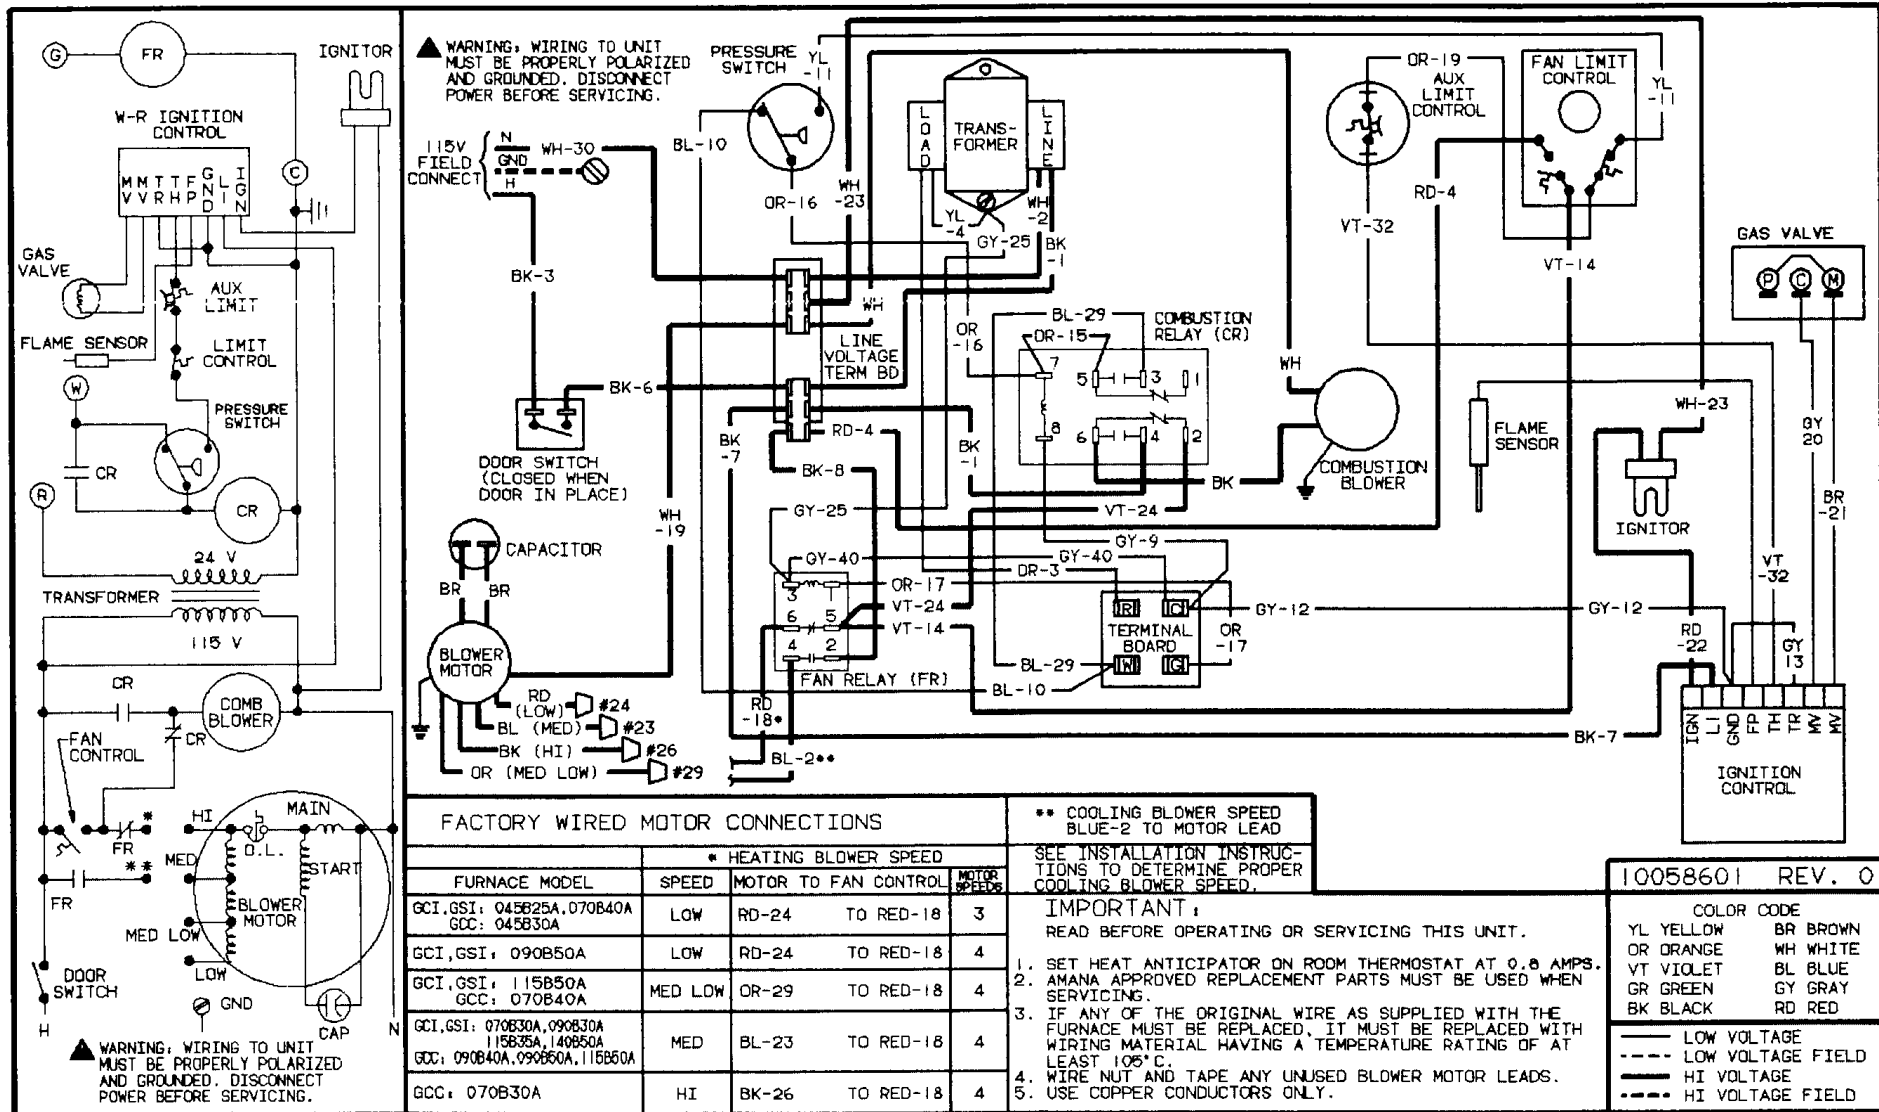 G
FR
IGNITOR
W-R IGNITION
CONTROL
MV
MV
TR
TH
FP
GND
LI
IGN
C
GAS
VALVE
AUX
LIMIT
FLAME SENSOR
LIMIT
CONTROL
W
PRESSURE
SWITCH
CR
R
CR
24 V
TRANSFORMER
115 V
CR
COMB
BLOWER
FAN
CONTROL
CR
HI
MAIN
*
FR
O.L.
MED
START
**
FR
BLOWER
MOTOR
MED LOW
LOW
DOOR
SWITCH
GND
CAP
H
N
WARNING: WIRING TO UNIT
MUST BE PROPERLY POLARIZED
AND GROUNDED. DISCONNECT
POWER BEFORE SERVICING.
WARNING: WIRING TO UNIT
MUST BE PROPERLY POLARIZED
AND GROUNDED. DISCONNECT
POWER BEFORE SERVICING.
PRESSURE
SWITCH
YL
-11
115V
FIELD
CONNECT
N
GND
H
WH-30
BL-10
OR-16
WH
-23
LOAD
TRANS-
FORMER
LINE
YL
-4
GY-25
WH
-2
BK
-1
BK-3
WH
OR
-16
LINE
VOLTAGE
TERM BD
BK-6
RD-4
BK
-7
BK-8
BK
-1
DOOR SWITCH
(CLOSED WHEN
DOOR IN PLACE)
WH
-19
GY-25
CAPACITOR
BR
BR
BLOWER
MOTOR
RD
(LOW)
#24
BL (MED)
#23
BK (HI)
#26
OR (MED LOW)
#29
GY-40
GY-40
OR-17
OR-3
VT-24
VT-14
3
1
6
5
4
2
FAN RELAY (FR)
RD
-18*
BL-2**
BL-29
OR-15
COMBUSTION
RELAY (CR)
7
5
3
1
8
6
4
2
BK
VT-24
GY-9
WH
COMBUSTION
BLOWER
R
C
TERMINAL
BOARD
W
G
BL-29
BL-10
OR
-17
GY-12
GY-12
OR-19
AUX
LIMIT
CONTROL
FAN LIMIT
CONTROL
YL
-11
RD-4
VT-32
VT-14
GAS VALVE
P
C
M
WH-23
FLAME
SENSOR
GY
20
IGNITOR
BR
-21
VT
-32
RD
-22
GY
13
BK-7
IGN
LI
GND
FP
TH
TR
MV
MV
IGNITION
CONTROL
FACTORY WIRED MOTOR CONNECTIONS
* HEATING BLOWER SPEED
FURNACE MODEL SPEED MOTOR TO FAN CONTROL MOTOR SPEEDS
GCI,GSI: 045B25A,070B40A
GCC: 045B30A
LOW RD-24 TO RED-18 3
GCI,GSI: 090B50A LOW RD-24 TO RED-18 4
GCI,GSI: 115B50A
GCC: 070B40A
MED LOW OR-29 TO RED-18 4
GCI,GSI: 070B30A,090B30A
115B35A,140B50A
GCC: 090B40A,090B50A,115B50A
MED BL-23 TO RED-18 4
GCC: 070B30A HI BK-26 TO RED-18 4
** COOLING BLOWER SPEED
BLUE-2 TO MOTOR LEAD
SEE INSTALLATION INSTRUC-
TIONS TO DETERMINE PROPER
COOLING BLOWER SPEED.
IMPORTANT:
READ BEFORE OPERATING OR SERVICING THIS UNIT.
1. SET HEAT ANTICIPATOR ON ROOM THERMOSTAT AT 0.8 AMPS.
2. AMANA APPROVED REPLACEMENT PARTS MUST BE USED WHEN
SERVICING.
3. IF ANY OF THE ORIGINAL WIRE AS SUPPLIED WITH THE
FURNACE MUST BE REPLACED, IT MUST BE REPLACED WITH
WIRING MATERIAL HAVING A TEMPERATURE RATING OF AT
LEAST 105°C.
4. WIRE NUT AND TAPE ANY UNUSED BLOWER MOTOR LEADS.
5. USE COPPER CONDUCTORS ONLY.
10058601 REV. 0
COLOR CODE
YL YELLOW BR BROWN
OR ORANGE WH WHITE
VT VIOLET BL BLUE
GR GREEN GY GRAY
BK BLACK RD RED
LOW VOLTAGE
LOW VOLTAGE FIELD
HI VOLTAGE
HI VOLTAGE FIELD